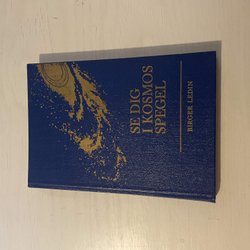 SE DIG
I KOSMOS
SPEGEL
BIRGER LEDIN